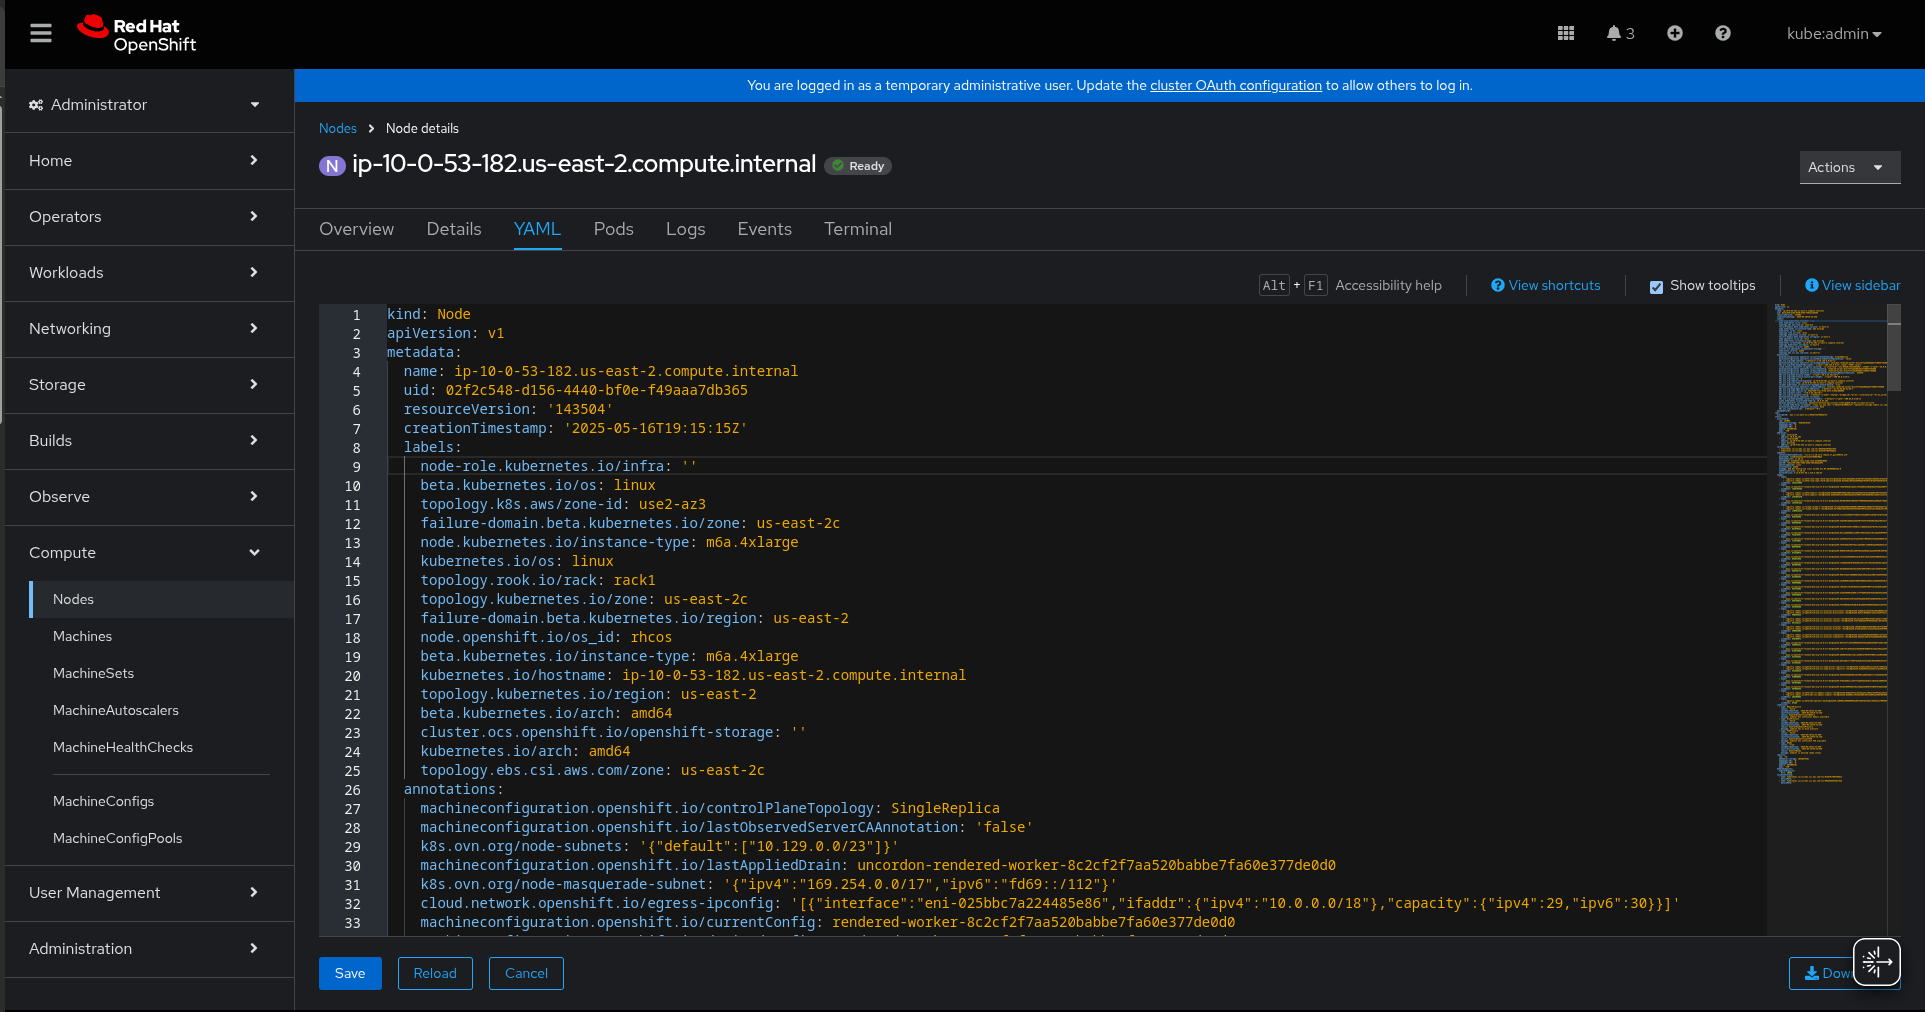 Red Hat
OpenShift
3
kube:admin
Administrator
Home
Operators
Workloads
Networking
Storage
Builds
Observe
Compute
Nodes
Machines
MachineSets
MachineAutoscalers
MachineHealthChecks
MachineConfigs
MachineConfigPools
User Management
Administration
You are logged in as a temporary administrative user. Update the cluster OAuth configuration to allow others to log in.
Nodes > Node details
N ip-10-0-53-182.us-east-2.compute.internal Ready
Actions
Overview Details YAML Pods Logs Events Terminal
Alt + F1 Accessibility help View shortcuts Show tooltips View sidebar
1 kind: Node
2 apiVersion: v1
3 metadata:
4 name: ip-10-0-53-182.us-east-2.compute.internal
5 uid: 02f2c548-d156-4440-bf0e-f49aaa7db365
6 resourceVersion: '143504'
7 creationTimestamp: '2025-05-16T19:15:15Z'
8 labels:
9 node-role.kubernetes.io/infra: ''
10 beta.kubernetes.io/os: linux
11 topology.k8s.aws/zone-id: use2-az3
12 failure-domain.beta.kubernetes.io/zone: us-east-2c
13 node.kubernetes.io/instance-type: m6a.4xlarge
14 kubernetes.io/os: linux
15 topology.rook.io/rack: rack1
16 topology.kubernetes.io/zone: us-east-2c
17 failure-domain.beta.kubernetes.io/region: us-east-2
18 node.openshift.io/os_id: rhcos
19 beta.kubernetes.io/instance-type: m6a.4xlarge
20 kubernetes.io/hostname: ip-10-0-53-182.us-east-2.compute.internal
21 topology.kubernetes.io/region: us-east-2
22 beta.kubernetes.io/arch: amd64
23 cluster.ocs.openshift.io/openshift-storage: ''
24 kubernetes.io/arch: amd64
25 topology.ebs.csi.aws.com/zone: us-east-2c
26 annotations:
27 machineconfiguration.openshift.io/controlPlaneTopology: SingleReplica
28 machineconfiguration.openshift.io/lastObservedServerCAAnnotation: 'false'
29 k8s.ovn.org/node-subnets: '{"default":["10.129.0.0/23"]}'
30 machineconfiguration.openshift.io/lastAppliedDrain: uncordon-rendered-worker-8c2cf2f7aa520babbe7fa60e377de0d0
31 k8s.ovn.org/node-masquerade-subnet: '{"ipv4":"169.254.0.0/17","ipv6":"fd69::/112"}'
32 cloud.network.openshift.io/egress-ipconfig: '[{"interface":"eni-025bbc7a224485e86","ifaddr":{"ipv4":"10.0.0.0/18"},"capacity":{"ipv4":29,"ipv6":30}}]'
33 machineconfiguration.openshift.io/currentConfig: rendered-worker-8c2cf2f7aa520babbe7fa60e377de0d0
Save Reload Cancel